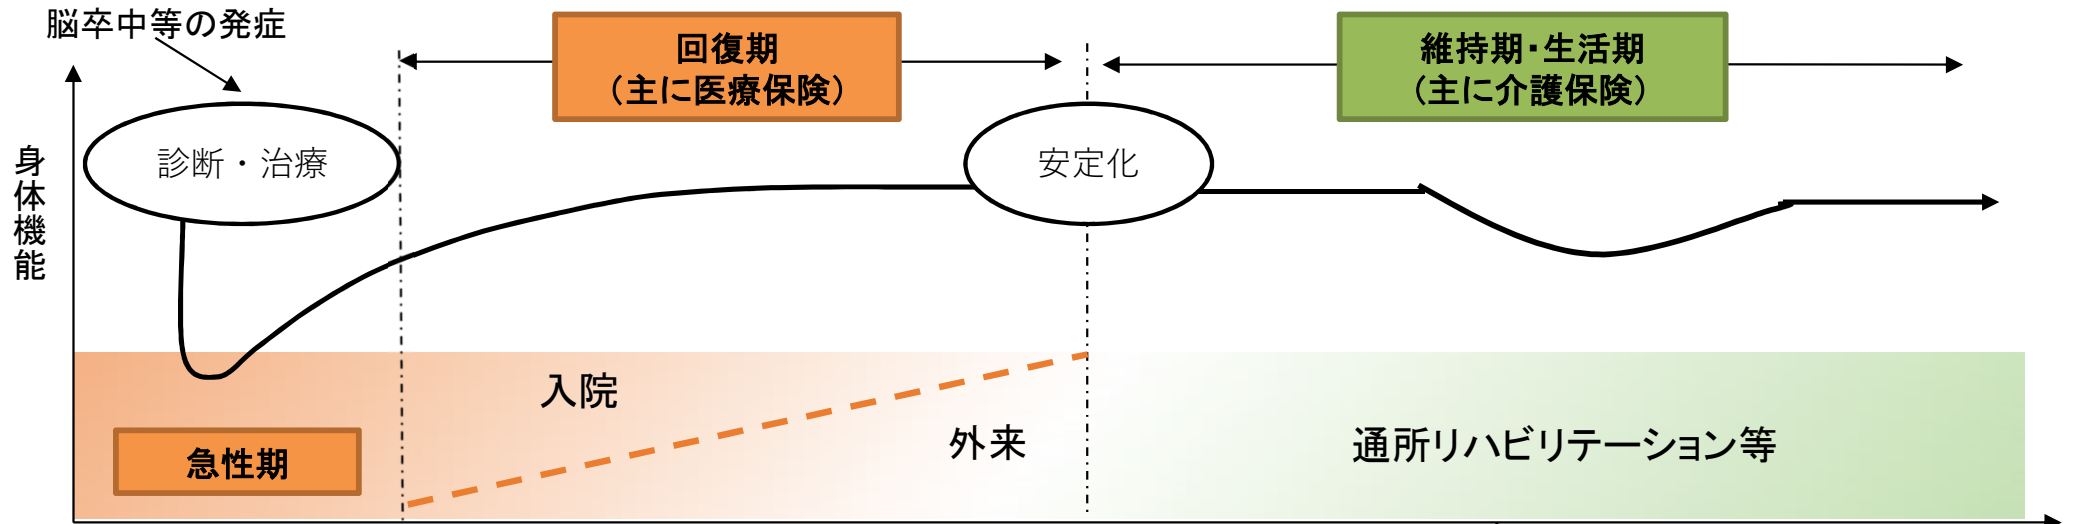 脳卒中等の発症
回復期
(主に医療保険)
維持期・生活期
(主に介護保険)
身体機能
診断・治療
安定化
入院
外来
急性期
通所リハビリテーション等